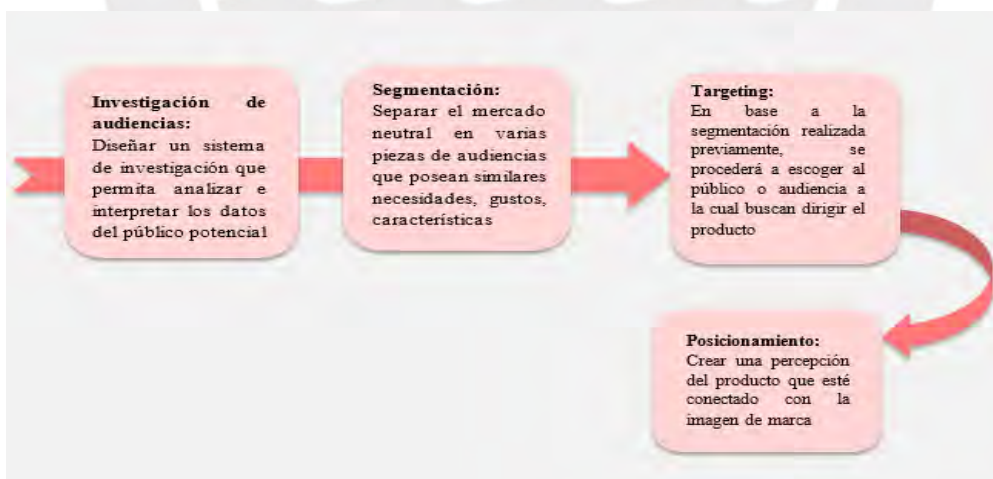 Investigación de
audiencias:
Diseñar un sistema
de investigación que
permita analizar e
interpretar los datos
del público potencial
Segmentación:
Separar el mercado
neutral en varias
piezas de audiencias
que posean similares
necesidades, gustos,
características
Targeting:
En base a la
segmentación realizada
previamente, se
procederá a escoger al
público o audiencia a
la cual buscan dirigir el
producto
Posicionamiento:
Crear una percepción
del producto que esté
conectado con la
imagen de marca